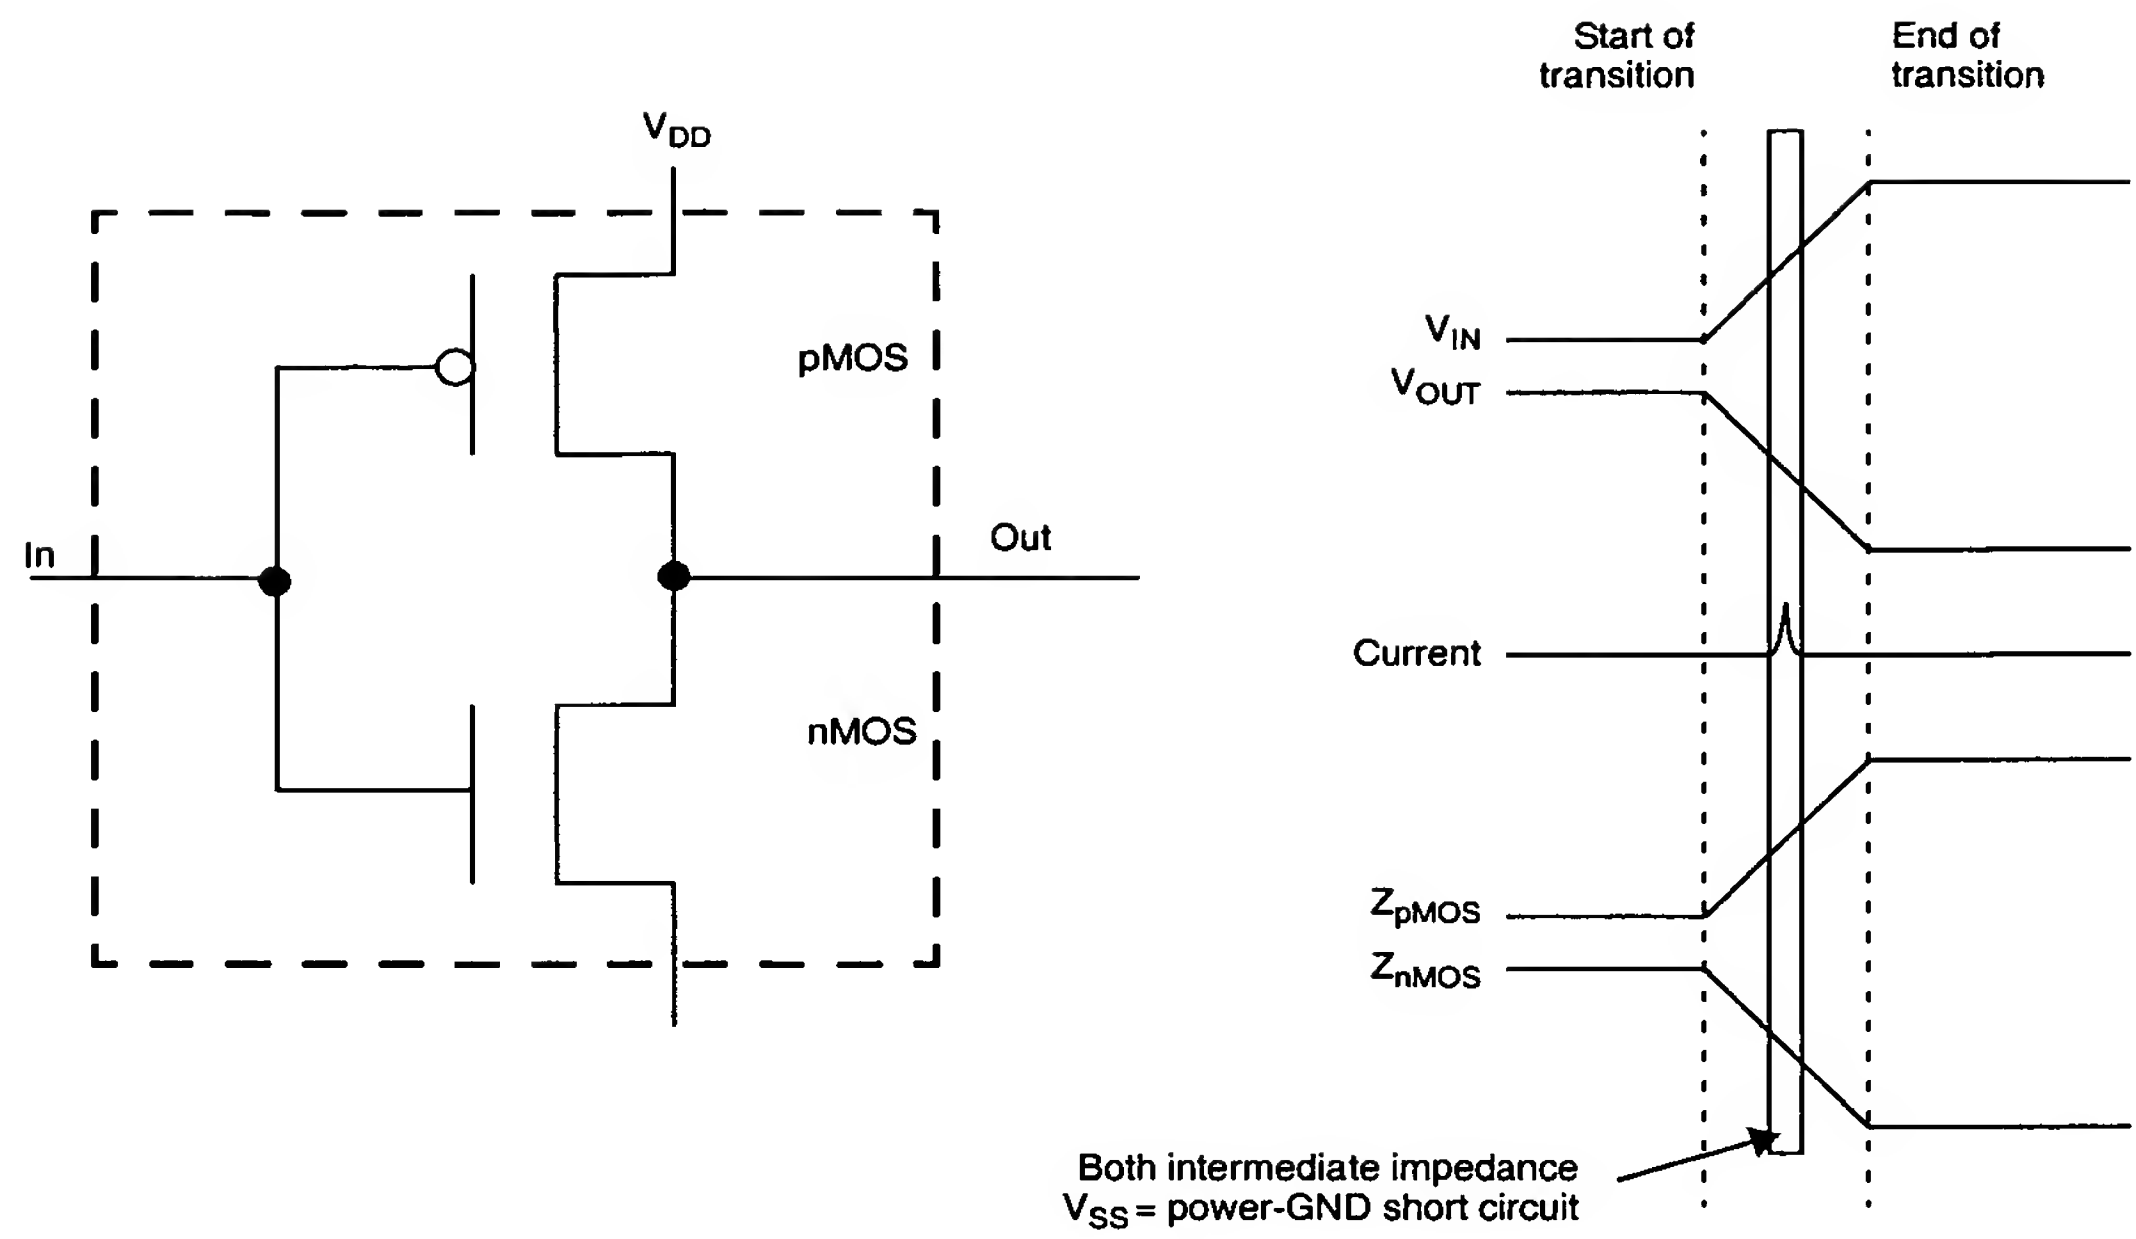 Start of
transition
End of
transition
VDD
pMOS
In
Out
nMOS
VIN
VOUT
Current
ZpMOS
ZnMOS
Both intermediate impedance
VSS = power-GND short circuit